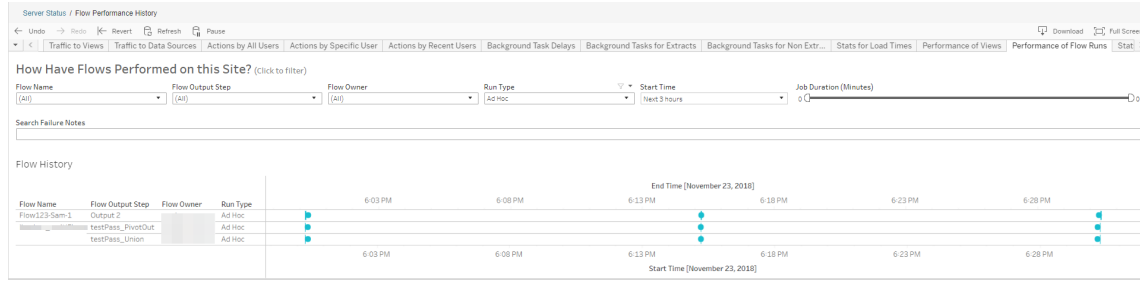 Server Status / Flow Performance History
Undo Redo Revert Refresh Pause Download Full Scree
Traffic to Views Traffic to Data Sources Actions by All Users Actions by Specific User Actions by Recent Users Background Task Delays Background Tasks for Extracts Background Tasks for Non Extr... Stats for Load Times Performance of Views Performance of Flow Runs Stat
How Have Flows Performed on this Site? (Click to filter)
Flow Name Flow Output Step Flow Owner Run Type Start Time Job Duration (Minutes)
(All) (All) (All) Ad Hoc Next 3 hours 0 0
Search Failure Notes
Flow History
End Time [November 23, 2018]
6:03 PM 6:08 PM 6:13 PM 6:18 PM 6:23 PM 6:28 PM
Flow Name Flow Output Step Flow Owner Run Type
Flow123-Sam-1 Output 2 Ad Hoc
testPass_PivotOut Ad Hoc
testPass_Union Ad Hoc
6:03 PM 6:08 PM 6:13 PM 6:18 PM 6:23 PM 6:28 PM
Start Time [November 23, 2018]